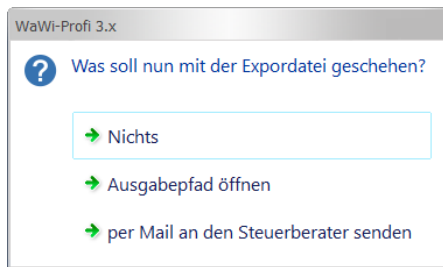 WaWi-Profi 3.x
Was soll nun mit der Expordatei geschehen?
Nichts
Ausgabepfad öffnen
per Mail an den Steuerberater senden